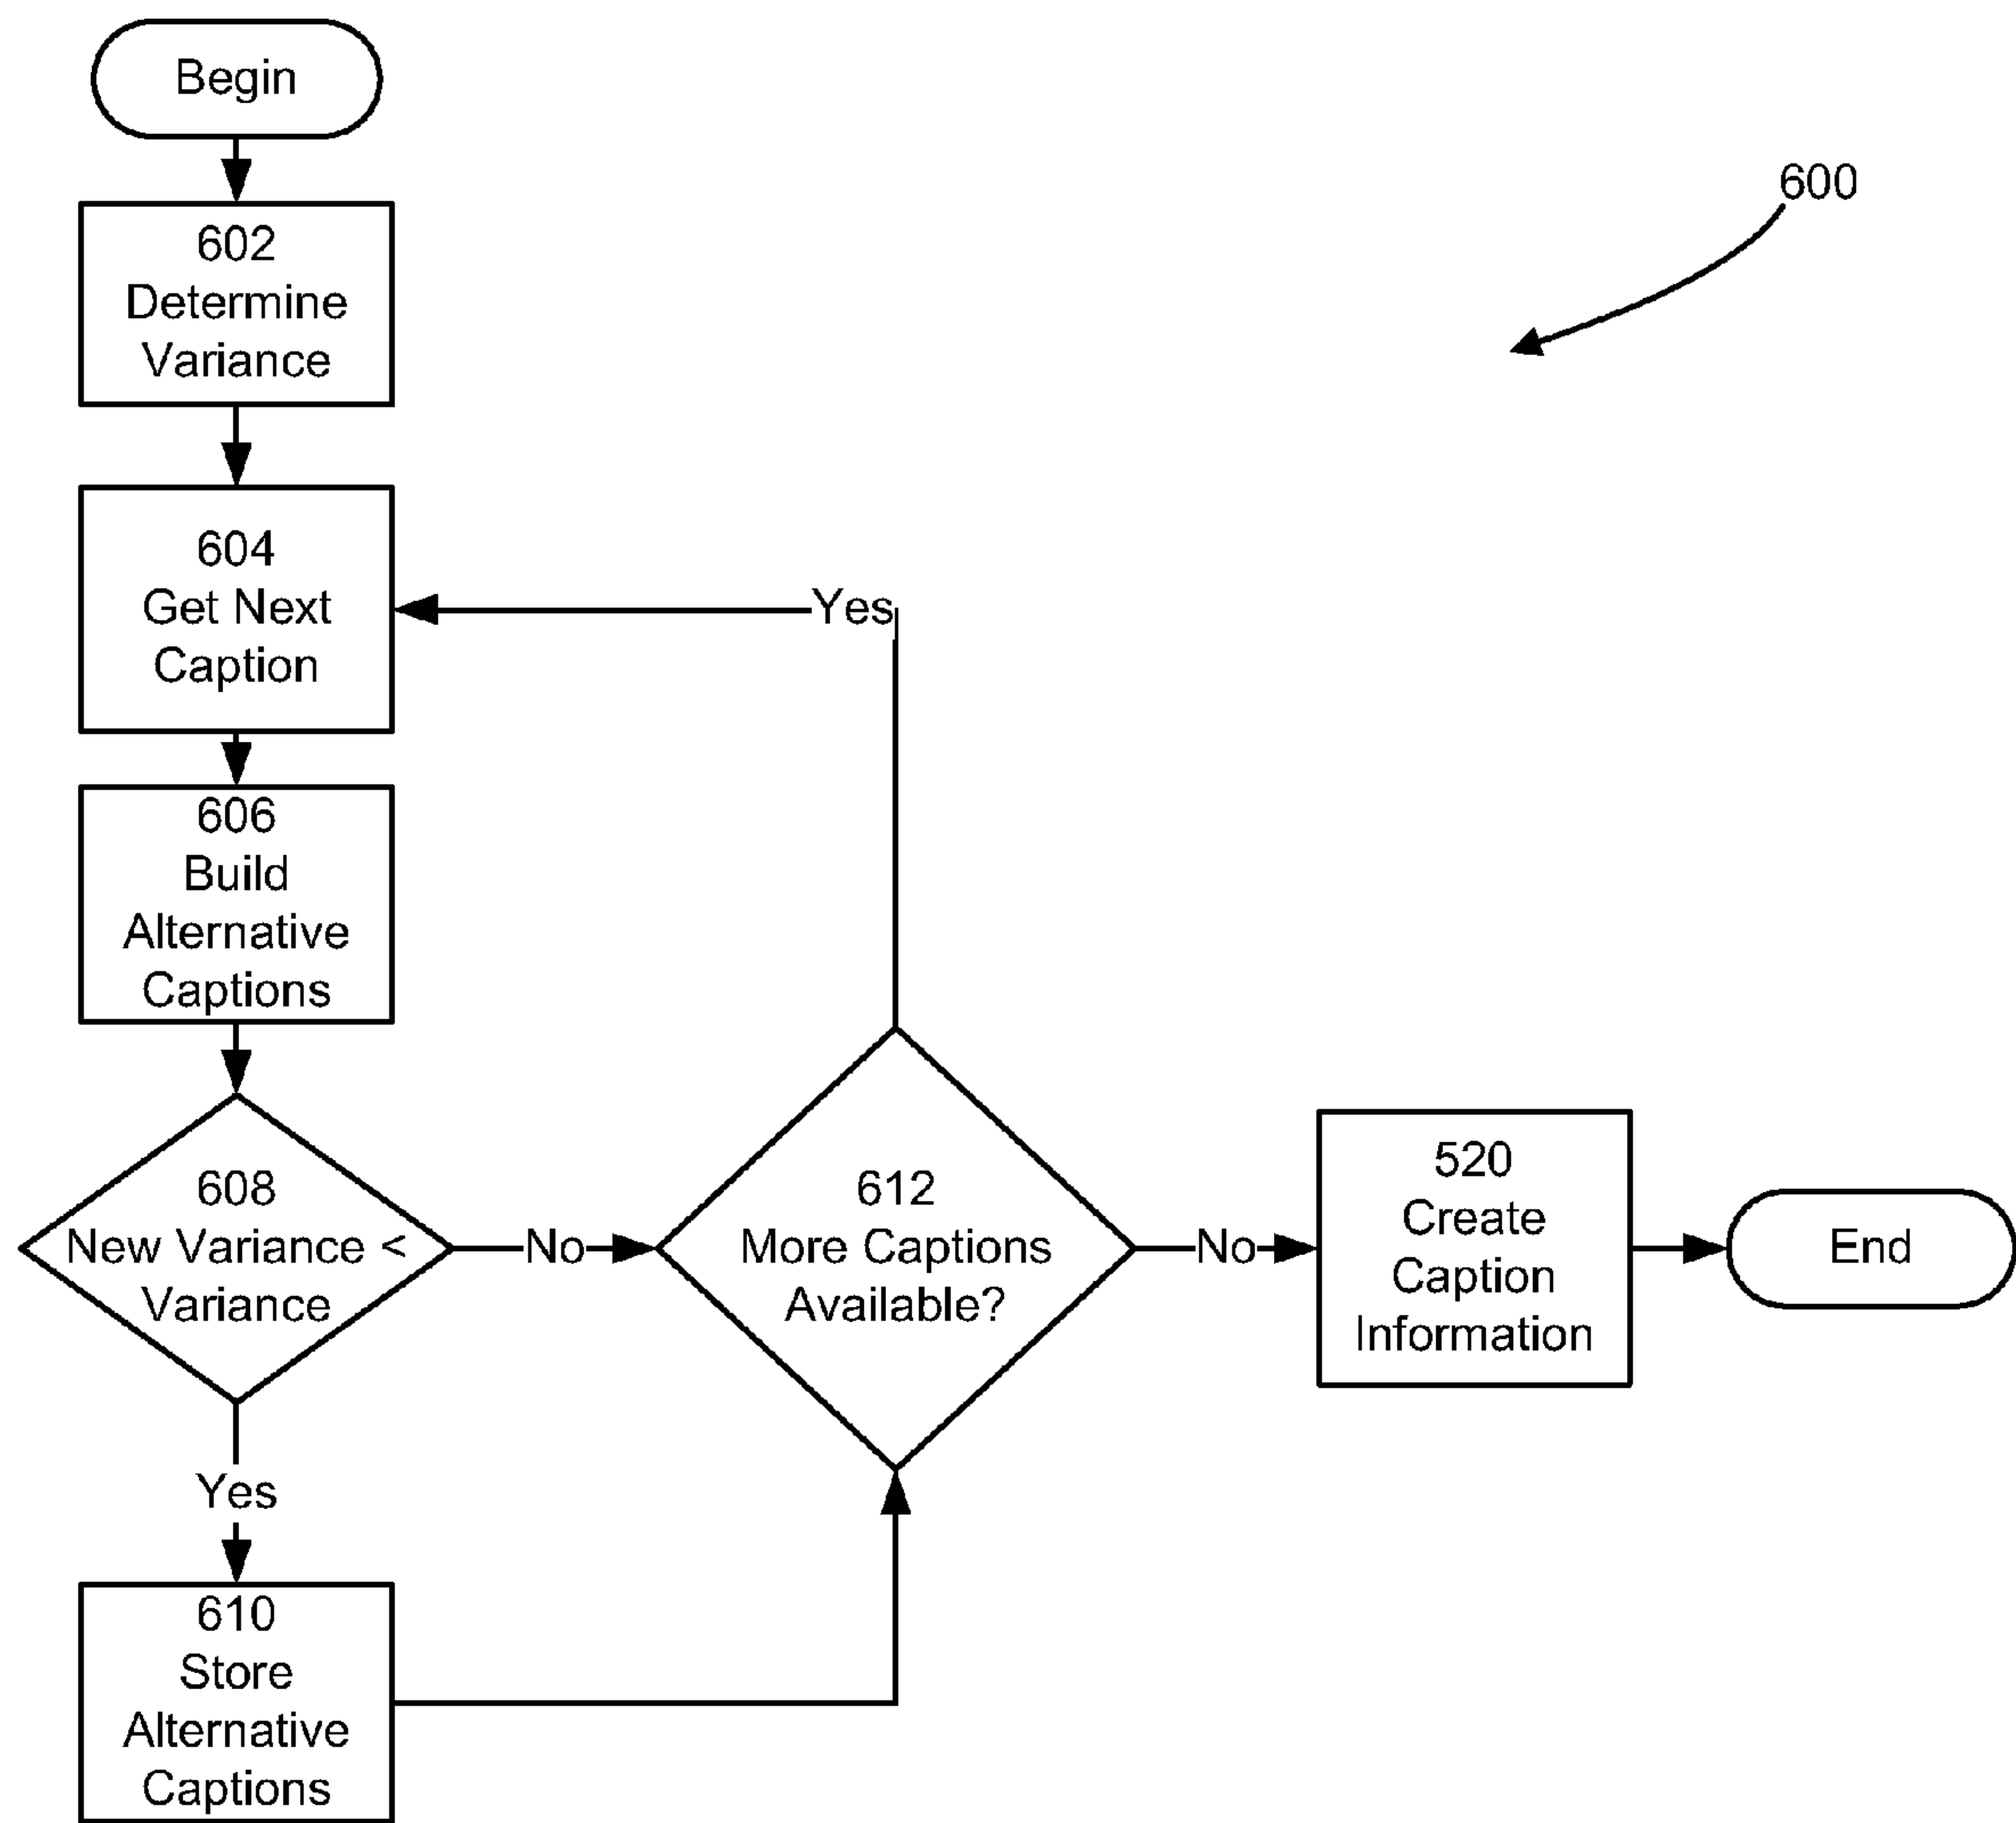 Begin
602
Determine
Variance
600
604
Get Next
Caption
Yes
606
Build
Alternative
Captions
608
New Variance <
Variance
No
612
More Captions
Available?
No
520
Create
Caption
Information
End
Yes
610
Store
Alternative
Captions